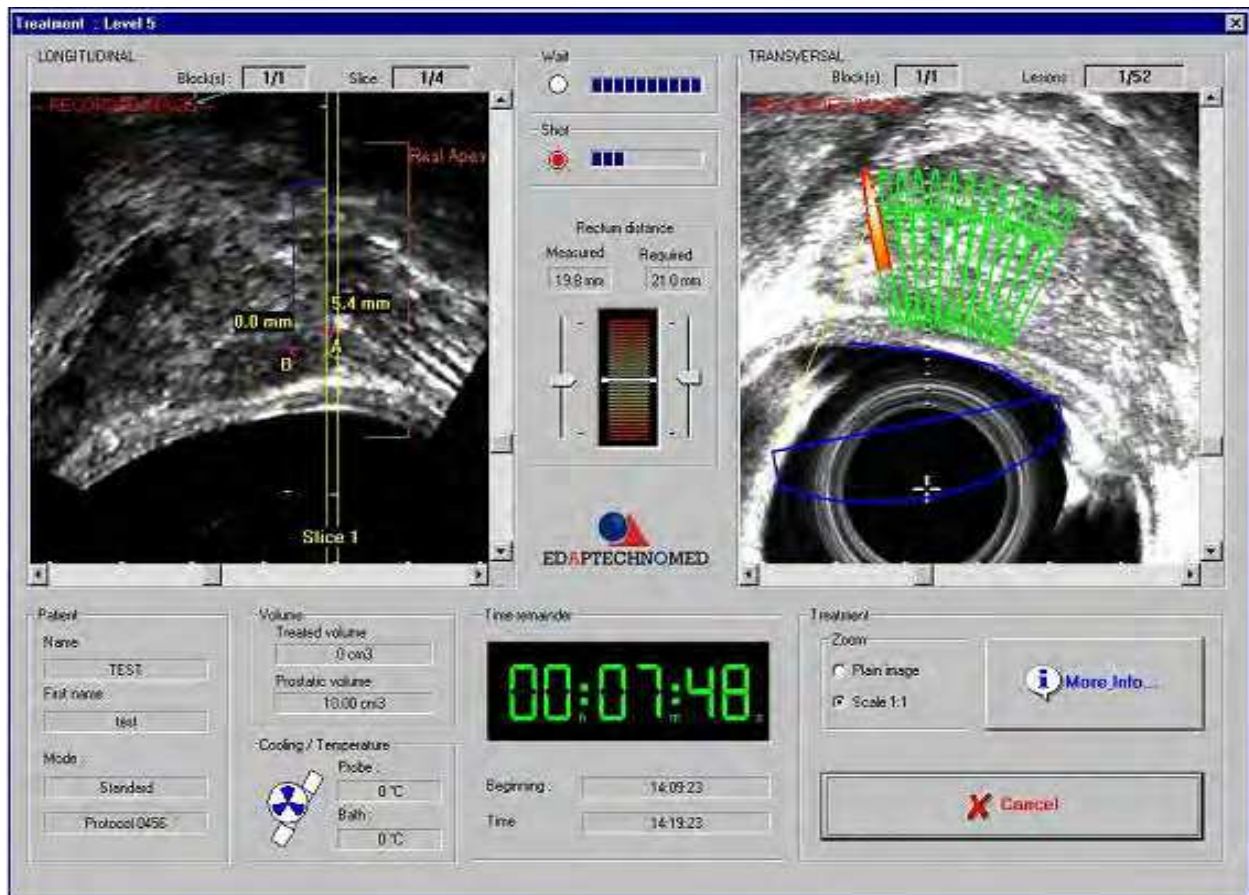 Treatment : Level 5
LONGITUDINAL
Block(s) : 1/1 Slice : 1/4
RECORDED IMAGE
Real Apex
5.4 mm
0.0 mm
A
B
Slice 1
Wait
Shot
Rectum distance
Measured Required
19.8 mm 21.0 mm
EDAPTECHNOMED
TRANSVERSAL
Block(s) : 1/1 Lesions : 1/52
RECORDED IMAGE
Patient
Name
TEST
First name
test
Mode :
Standard
Protocol 0456
Volume
Treated volume
0 cm3
Prostatic volume
10.00 cm3
Cooling / Temperature
Probe :
0 °C
Bath :
0 °C
Time remainder
00:07:48
h m s
Beginning : 14:09:23
Time 14:19:23
Treatment
Zoom
Plain image
Scale 1:1
More Info...
Cancel